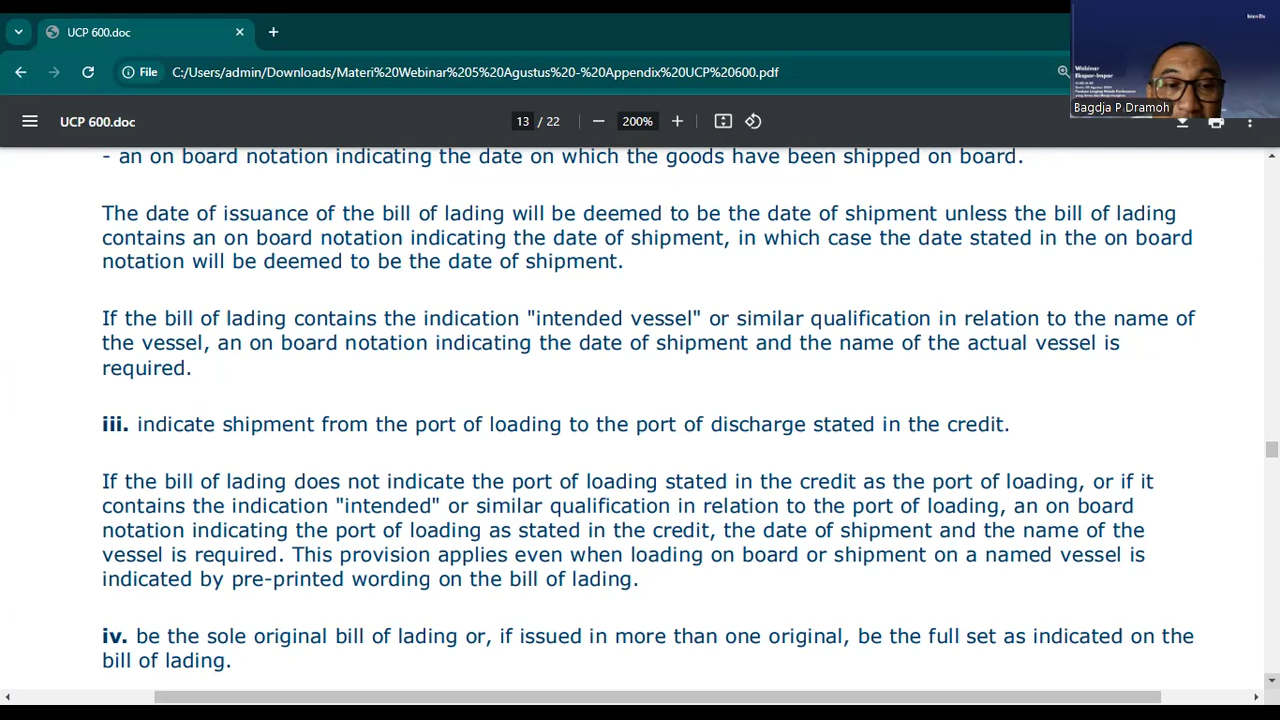 UCP 600.doc
File
C:/Users/admin/Downloads/Materi%20Webinar%205%20Agustus%20-%20Appendix%20UCP%20600.pdf
Webinar
Ekspor-Impor
Bagdja P Dramoh
UCP 600.doc
13 / 22
200%
- an on board notation indicating the date on which the goods have been shipped on board.
The date of issuance of the bill of lading will be deemed to be the date of shipment unless the bill of lading
contains an on board notation indicating the date of shipment, in which case the date stated in the on board
notation will be deemed to be the date of shipment.
If the bill of lading contains the indication "intended vessel" or similar qualification in relation to the name of
the vessel, an on board notation indicating the date of shipment and the name of the actual vessel is
required.
iii. indicate shipment from the port of loading to the port of discharge stated in the credit.
If the bill of lading does not indicate the port of loading stated in the credit as the port of loading, or if it
contains the indication "intended" or similar qualification in relation to the port of loading, an on board
notation indicating the port of loading as stated in the credit, the date of shipment and the name of the
vessel is required. This provision applies even when loading on board or shipment on a named vessel is
indicated by pre-printed wording on the bill of lading.
iv. be the sole original bill of lading or, if issued in more than one original, be the full set as indicated on the
bill of lading.